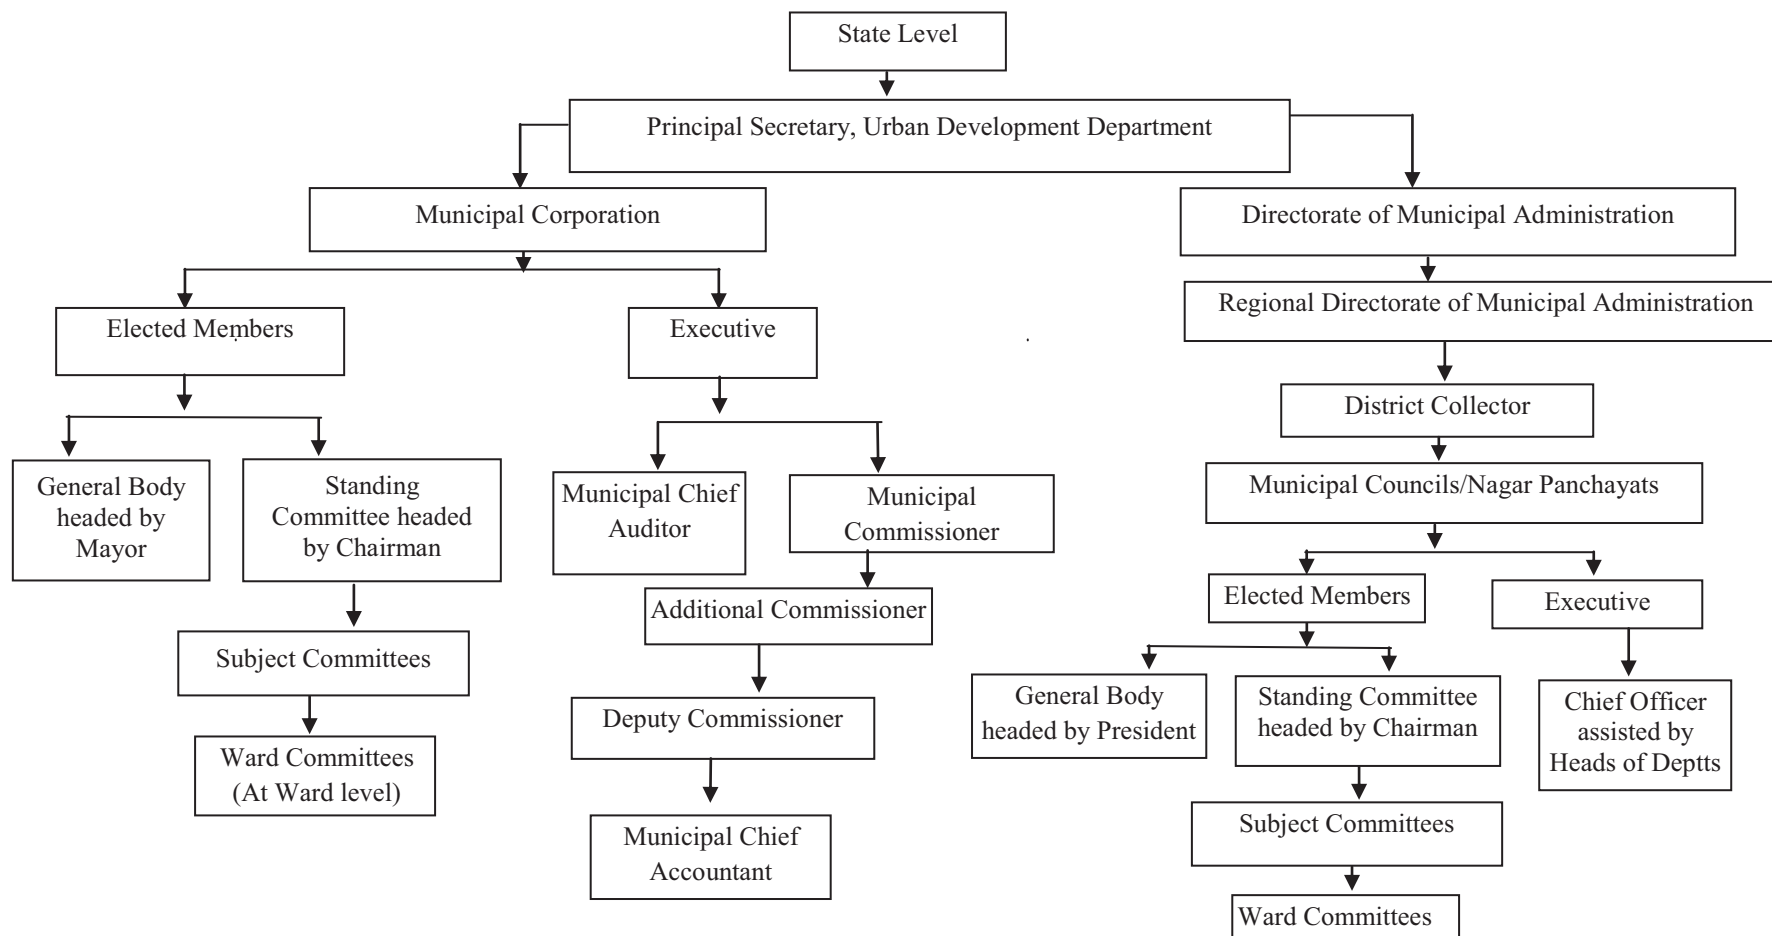 State Level
Principal Secretary, Urban Development Department
Municipal Corporation
Directorate of Municipal Administration
Elected Members
Executive
Regional Directorate of Municipal Administration
District Collector
General Body
headed by
Mayor
Standing
Committee headed
by Chairman
Municipal Chief
Auditor
Municipal
Commissioner
Municipal Councils/Nagar Panchayats
Additional Commissioner
Elected Members
Executive
Subject Committees
Deputy Commissioner
General Body
headed by President
Standing Committee
headed by Chairman
Chief Officer
assisted by
Heads of Deptts
Ward Committees
(At Ward level)
Municipal Chief
Accountant
Subject Committees
Ward Committees